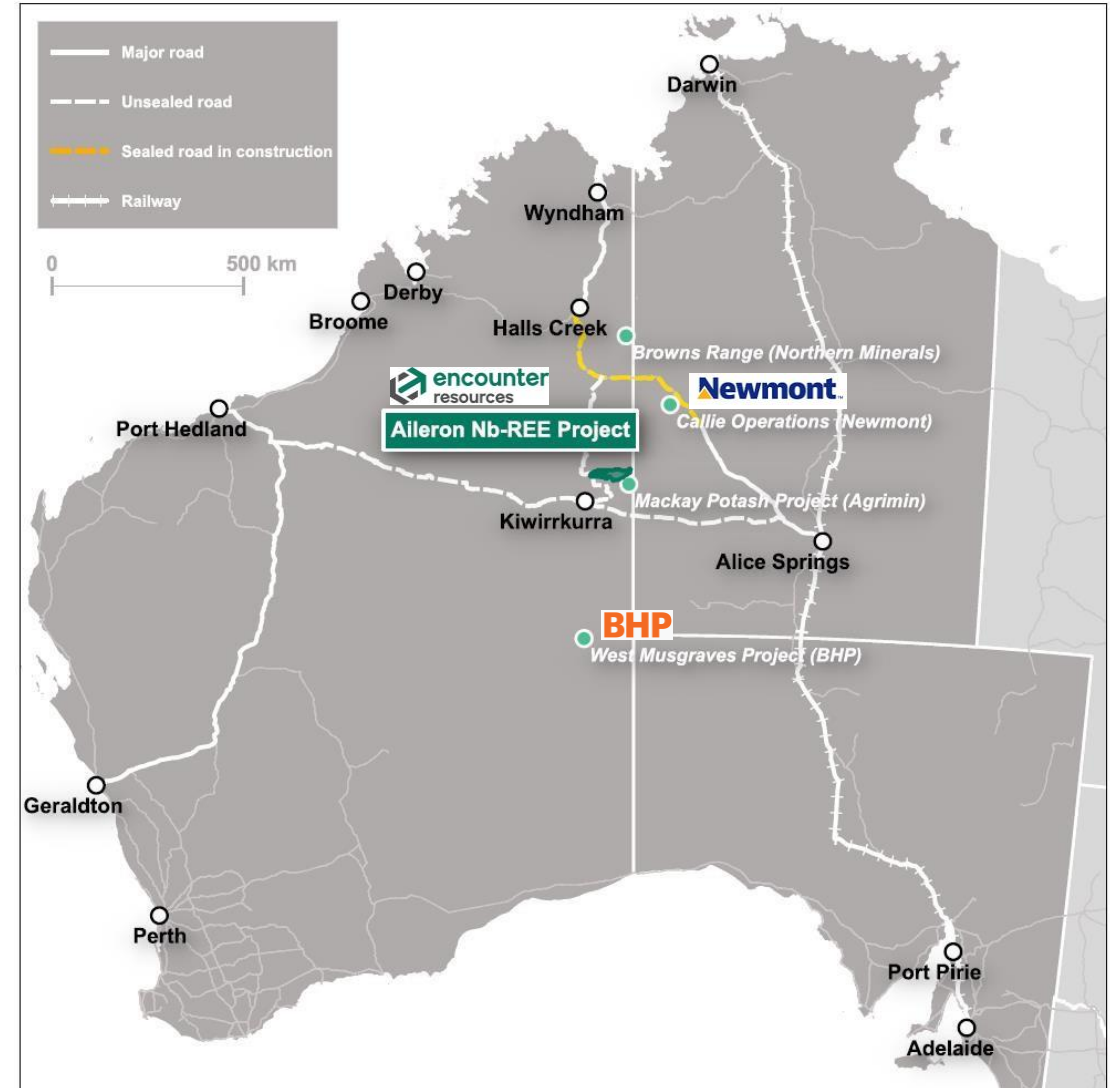 Major road
Unsealed road
Sealed road in construction
Railway
0 500 km
Darwin
Wyndham
Derby
Broome
Halls Creek
Browns Range (Northern Minerals)
encounter
resources
Newmont™
Port Hedland
Aileron Nb-REE Project
Callie Operations (Newmont)
Mackay Potash Project (Agrimin)
Kiwirrkurra
Alice Springs
BHP
West Musgraves Project (BHP)
Geraldton
Perth
Port Pirie
Adelaide